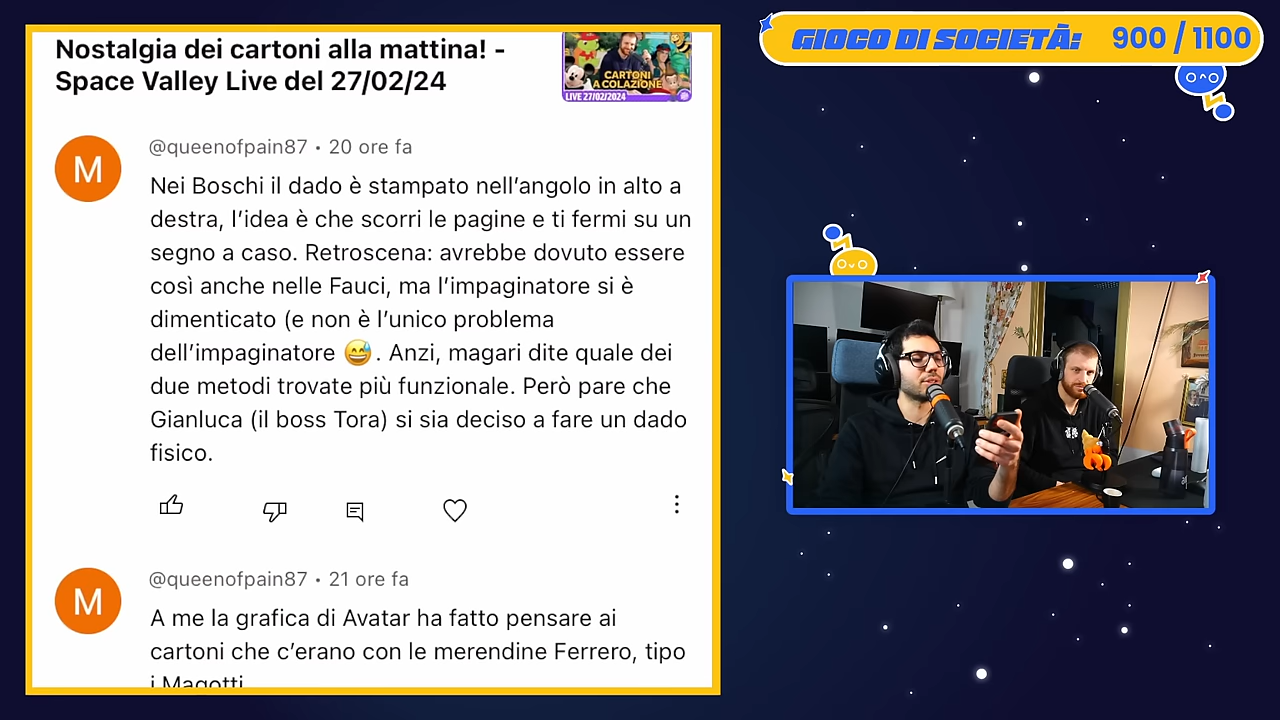 Nostalgia dei cartoni alla mattina! -
Space Valley Live del 27/02/24
CARTONI
A COLAZIONE
LIVE 27/02/2024
M
@queenofpain87 • 20 ore fa
Nei Boschi il dado è stampato nell’angolo in alto a
destra, l’idea è che scorri le pagine e ti fermi su un
segno a caso. Retroscena: avrebbe dovuto essere
così anche nelle Fauci, ma l’impaginatore si è
dimenticato (e non è l’unico problema
dell’impaginatore 😅. Anzi, magari dite quale dei
due metodi trovate più funzionale. Però pare che
Gianluca (il boss Tora) si sia deciso a fare un dado
fisico.
M
@queenofpain87 • 21 ore fa
A me la grafica di Avatar ha fatto pensare ai
cartoni che c’erano con le merendine Ferrero, tipo
i Magotti
GIOCO DI SOCIETÀ: 900 / 1100